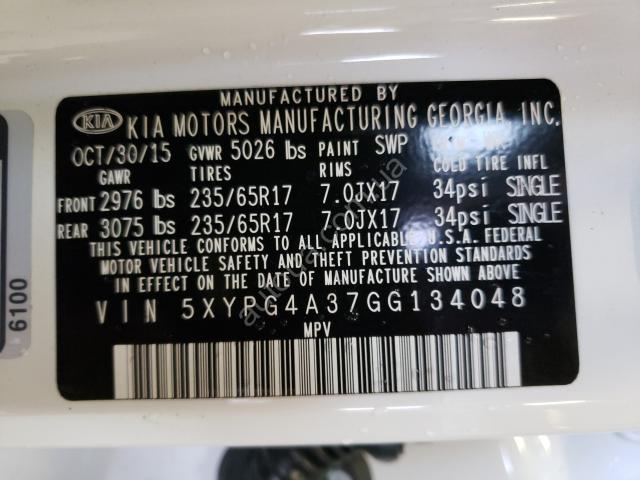 MANUFACTURED BY
KIA KIA MOTORS MANUFACTURING GEORGIA INC.
OCT/30/15 GVWR 5026 lbs PAINT SWP
GAWR TIRES RIMS COLD TIRE INFL
FRONT 2976 lbs 235/65R17 7.0JX17 34psi SINGLE
REAR 3075 lbs 235/65R17 7.0JX17 34psi SINGLE
THIS VEHICLE CONFORMS TO ALL APPLICABLE U.S.A. FEDERAL
MOTOR VEHICLE SAFETY AND THEFT PREVENTION STANDARDS
IN EFFECT ON THE DATE OF MANUFACTURE SHOWN ABOVE
VIN 5XYPG4A37GG134048
MPV
6100